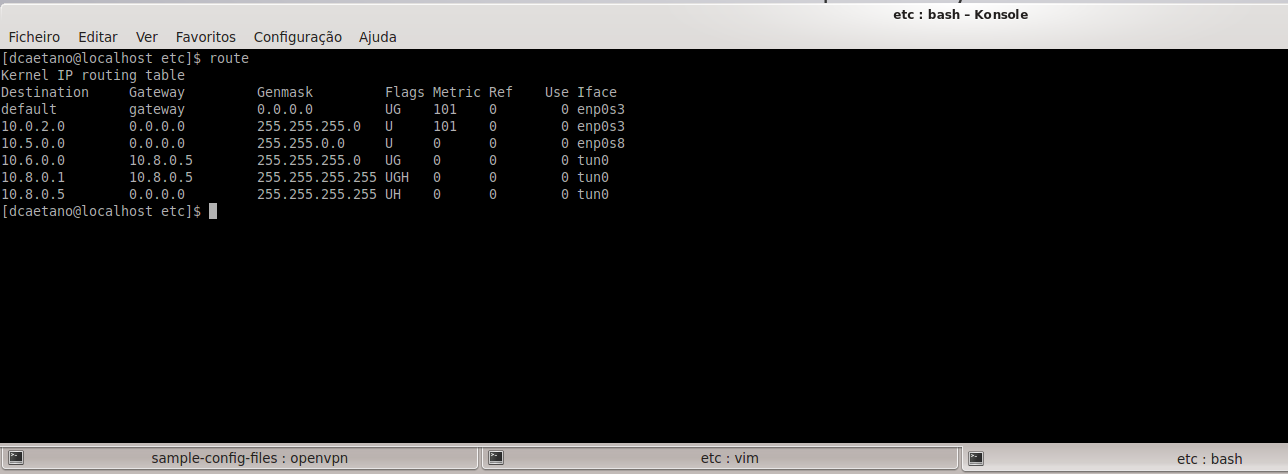 etc : bash – Konsole
Ficheiro Editar Ver Favoritos Configuração Ajuda
[dcaetano@localhost etc]$ route
Kernel IP routing table
Destination     Gateway         Genmask         Flags Metric Ref    Use Iface
default         gateway         0.0.0.0         UG    101    0        0 enp0s3
10.0.2.0        0.0.0.0         255.255.255.0   U     101    0        0 enp0s3
10.5.0.0        0.0.0.0         255.255.0.0     U     0      0        0 enp0s8
10.6.0.0        10.8.0.5        255.255.255.0   UG    0      0        0 tun0
10.8.0.1        10.8.0.5        255.255.255.255 UGH   0      0        0 tun0
10.8.0.5        0.0.0.0         255.255.255.255 UH    0      0        0 tun0
[dcaetano@localhost etc]$
sample-config-files : openvpn etc : vim etc : bash